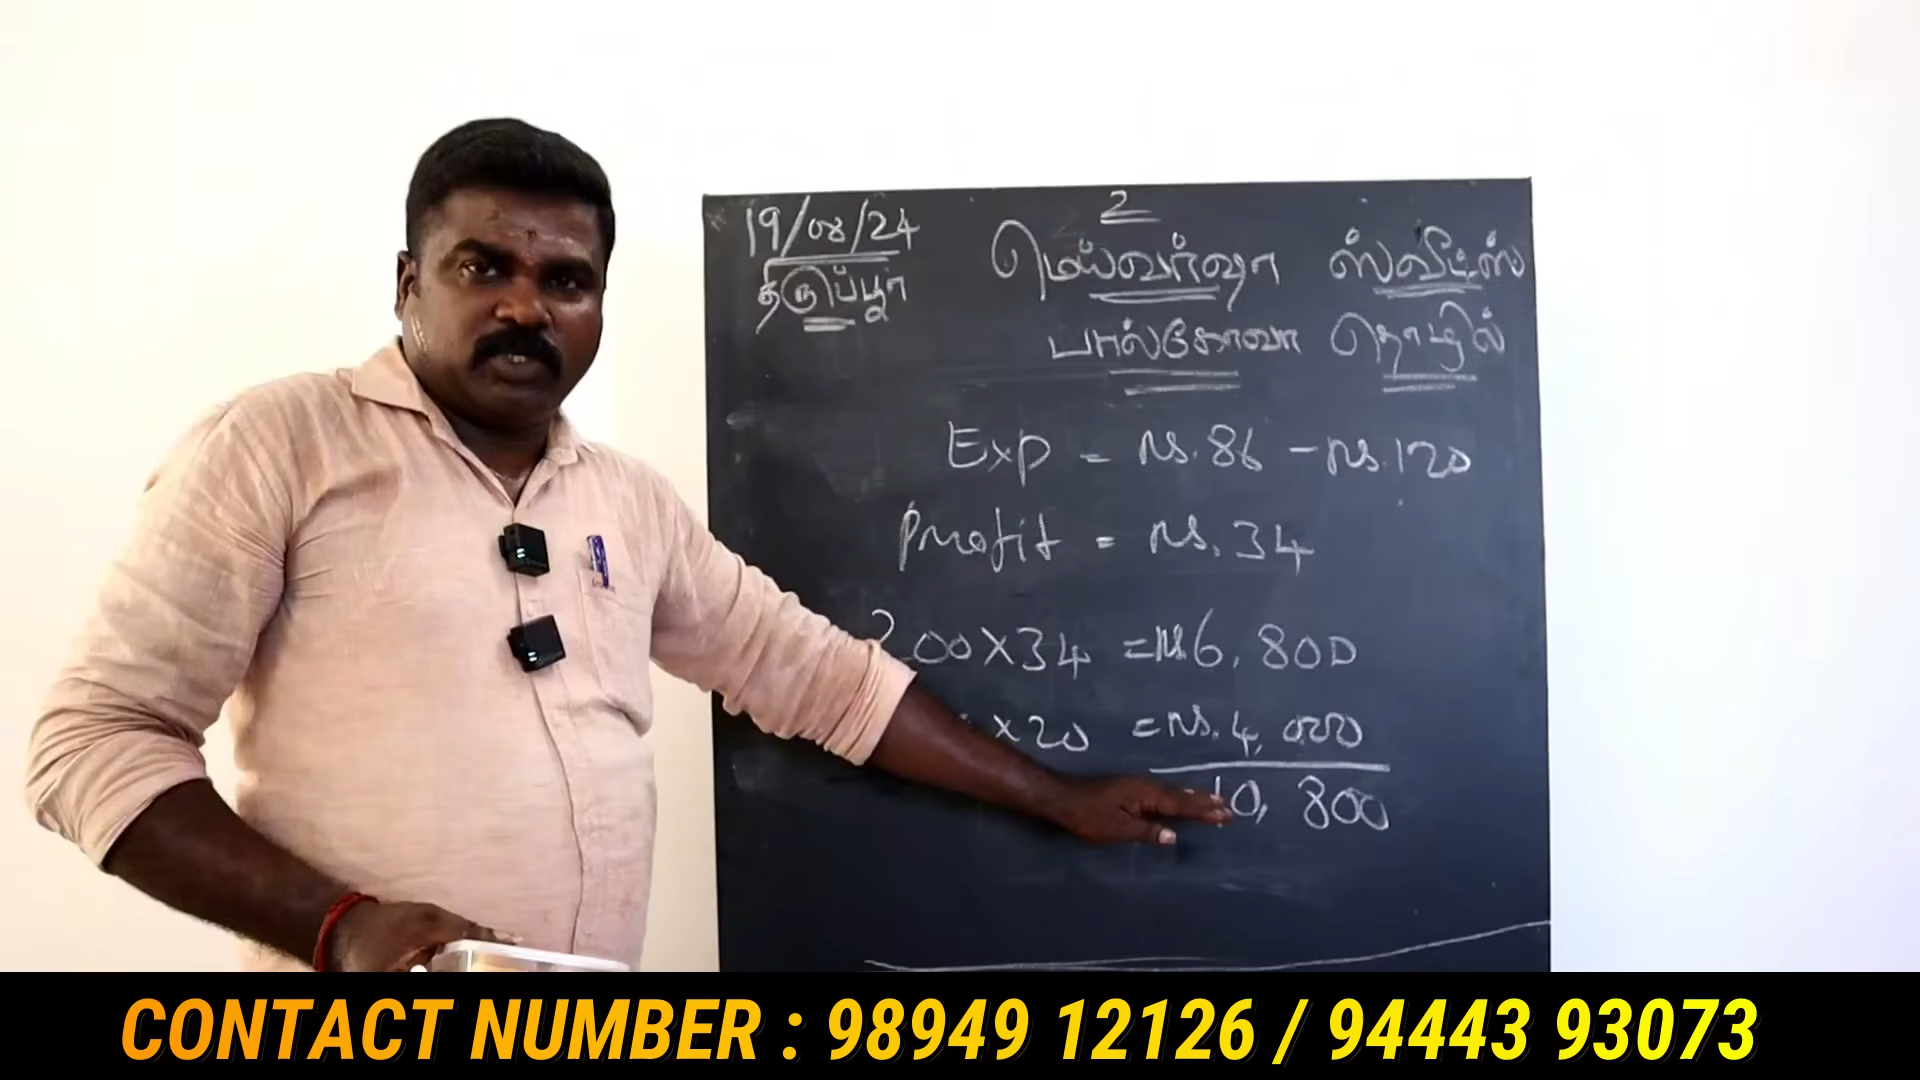 2
19/08/24
திருப்பூர்
மெய்வர்ஷா ஸ்வீட்ஸ்
பால்கோவா தொழில்
Exp = Rs.86 - Rs.120
Profit = Rs.34
200X34 = Rs 6,800
x20 = Rs.4,000
10,800
CONTACT NUMBER : 98949 12126 / 94443 93073